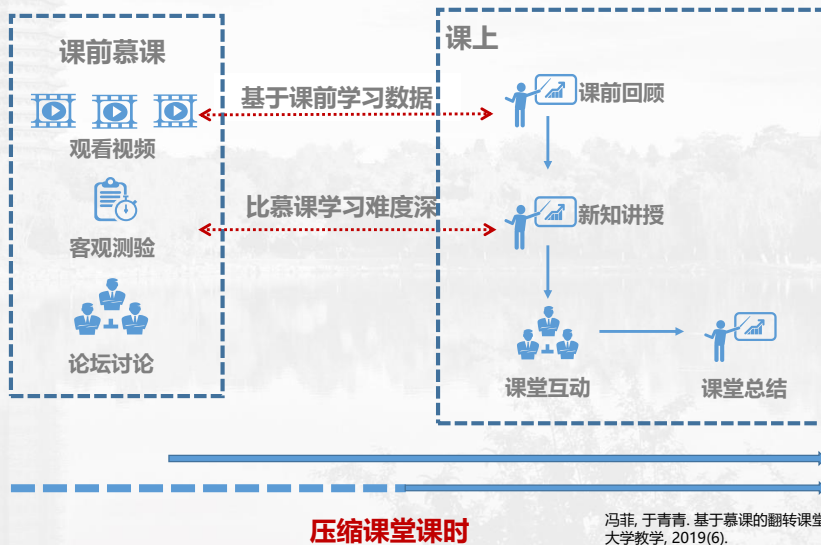 课前慕课
观看视频
客观测验
论坛讨论
基于课前学习数据
比慕课学习难度深
课上
课前回顾
新知讲授
课堂互动
课堂总结
压缩课堂课时
冯菲, 于青青. 基于慕课的翻转课堂
大学教学, 2019(6).